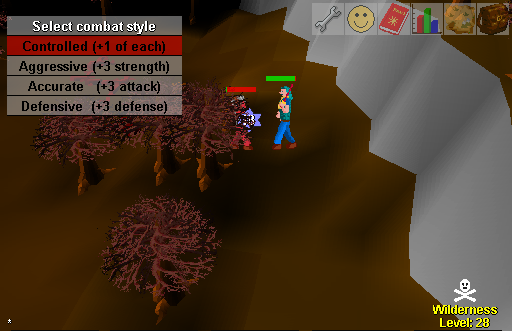 Select combat style
Controlled (+1 of each)
Aggressive (+3 strength)
Accurate (+3 attack)
Defensive (+3 defense)
*
Wilderness
Level: 28